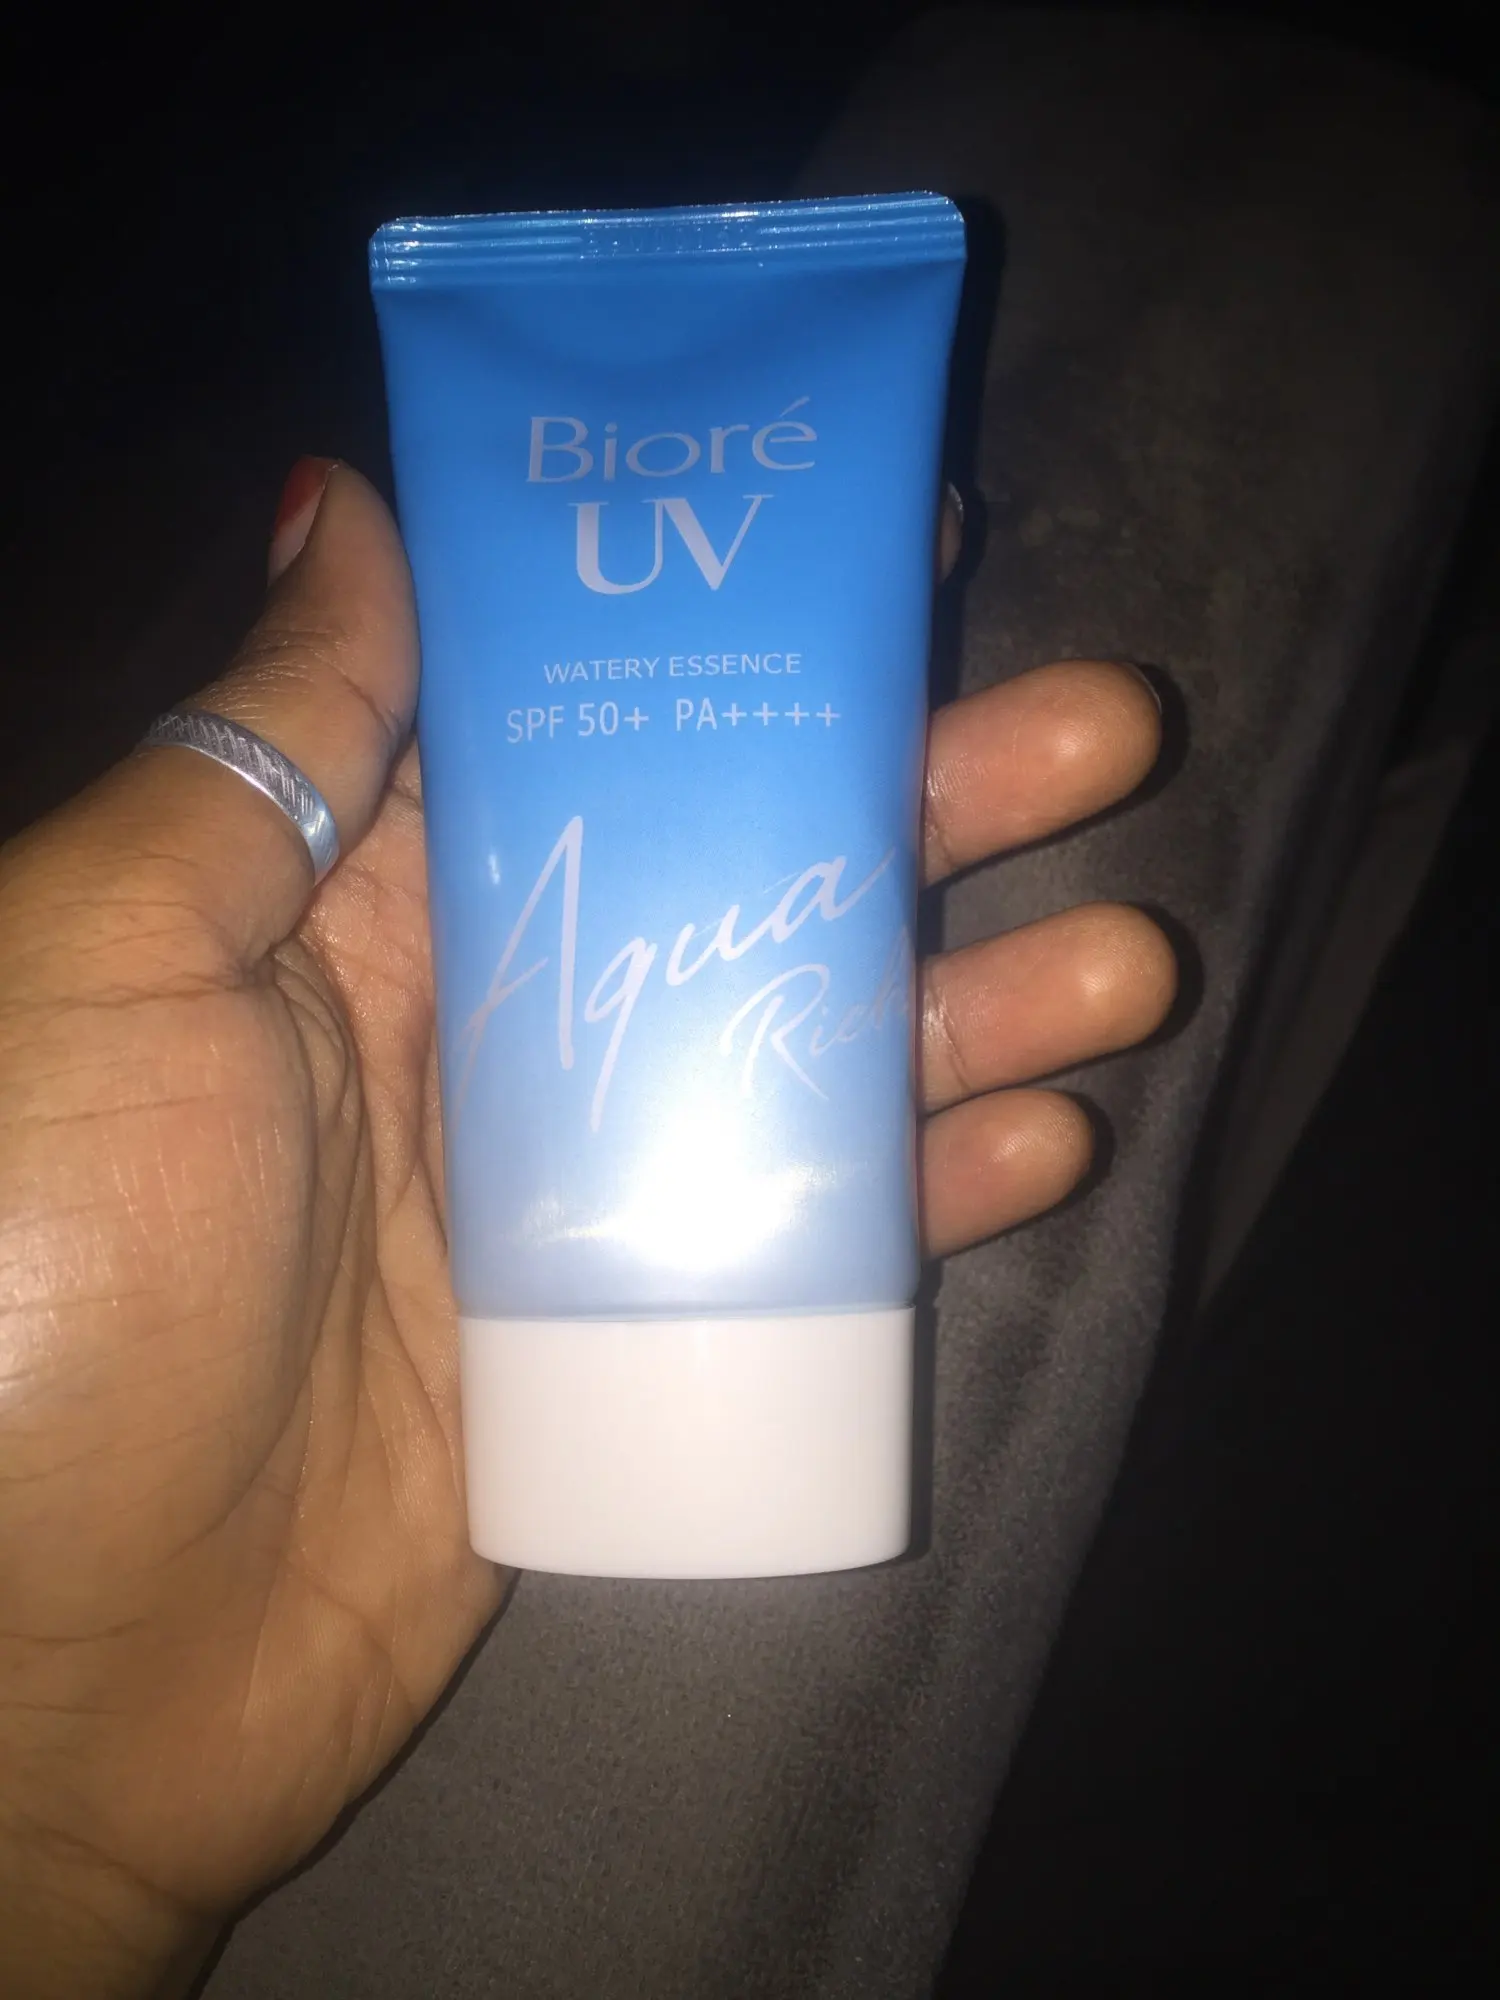 Bioré
UV
WATERY ESSENCE
SPF 50+ PA++++
Aqua
Rich